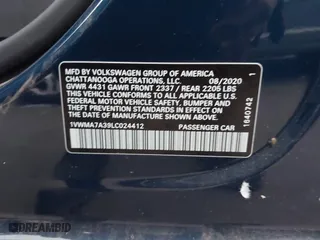 MFD BY VOLKSWAGEN GROUP OF AMERICA
CHATTANOOGA OPERATIONS, LLC. 08/2020
GVWR 4431 GAWR FRONT 2337 / REAR 2205 LBS
THIS VEHICLE CONFORMS TO ALL APPLICABLE
U.S. FEDERAL MOTOR VEHICLE SAFETY, BUMPER AND
THEFT PREVENTION STANDARDS IN EFFECT ON THE
DATE OF MANUFACTURE SHOWN ABOVE.
1VWMA7A39LC024412 PASSENGER CAR
1640742 1
DREAMBID